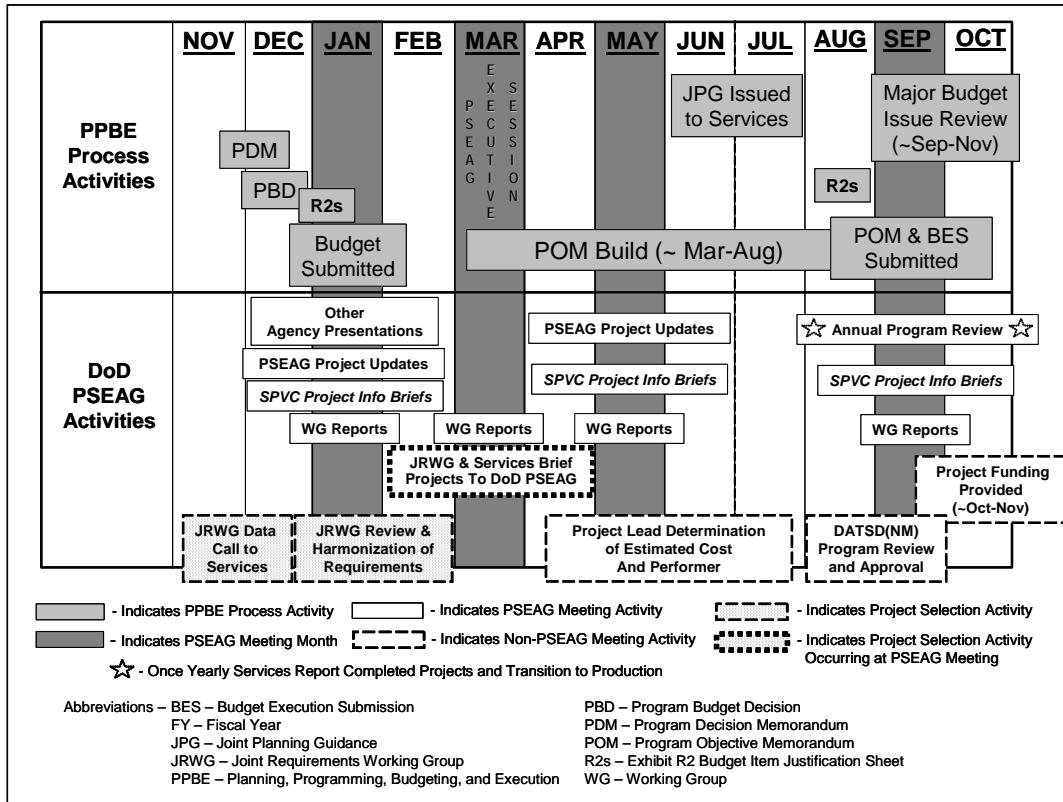 NOV DEC JAN FEB MAR APR MAY JUN JUL AUG SEP OCT
PPBE
Process
Activities
PSEAG
EXECUTIVE
SESSION
PDM
PBD
R2s
Budget
Submitted
JPG Issued
to Services
Major Budget
Issue Review
(~Sep-Nov)
R2s
POM Build (~ Mar-Aug)
POM & BES
Submitted
DoD
PSEAG
Activities
Other
Agency Presentations
PSEAG Project Updates
SPVC Project Info Briefs
WG Reports
WG Reports
JRWG & Services Brief
Projects To DoD PSEAG
JRWG Data
Call to
Services
JRWG Review &
Harmonization of
Requirements
PSEAG Project Updates
SPVC Project Info Briefs
WG Reports
Project Lead Determination
of Estimated Cost
And Performer
Annual Program Review
SPVC Project Info Briefs
WG Reports
Project Funding
Provided
(~Oct-Nov)
DATSD(NM)
Program Review
and Approval
- Indicates PPBE Process Activity
- Indicates PSEAG Meeting Activity
- Indicates Project Selection Activity
- Indicates PSEAG Meeting Month
- Indicates Non-PSEAG Meeting Activity
- Indicates Project Selection Activity
Occurring at PSEAG Meeting
- Once Yearly Services Report Completed Projects and Transition to Production
Abbreviations – BES – Budget Execution Submission
FY – Fiscal Year
JPG – Joint Planning Guidance
JRWG – Joint Requirements Working Group
PPBE – Planning, Programming, Budgeting, and Execution
PBD – Program Budget Decision
PDM – Program Decision Memorandum
POM – Program Objective Memorandum
R2s – Exhibit R2 Budget Item Justification Sheet
WG – Working Group